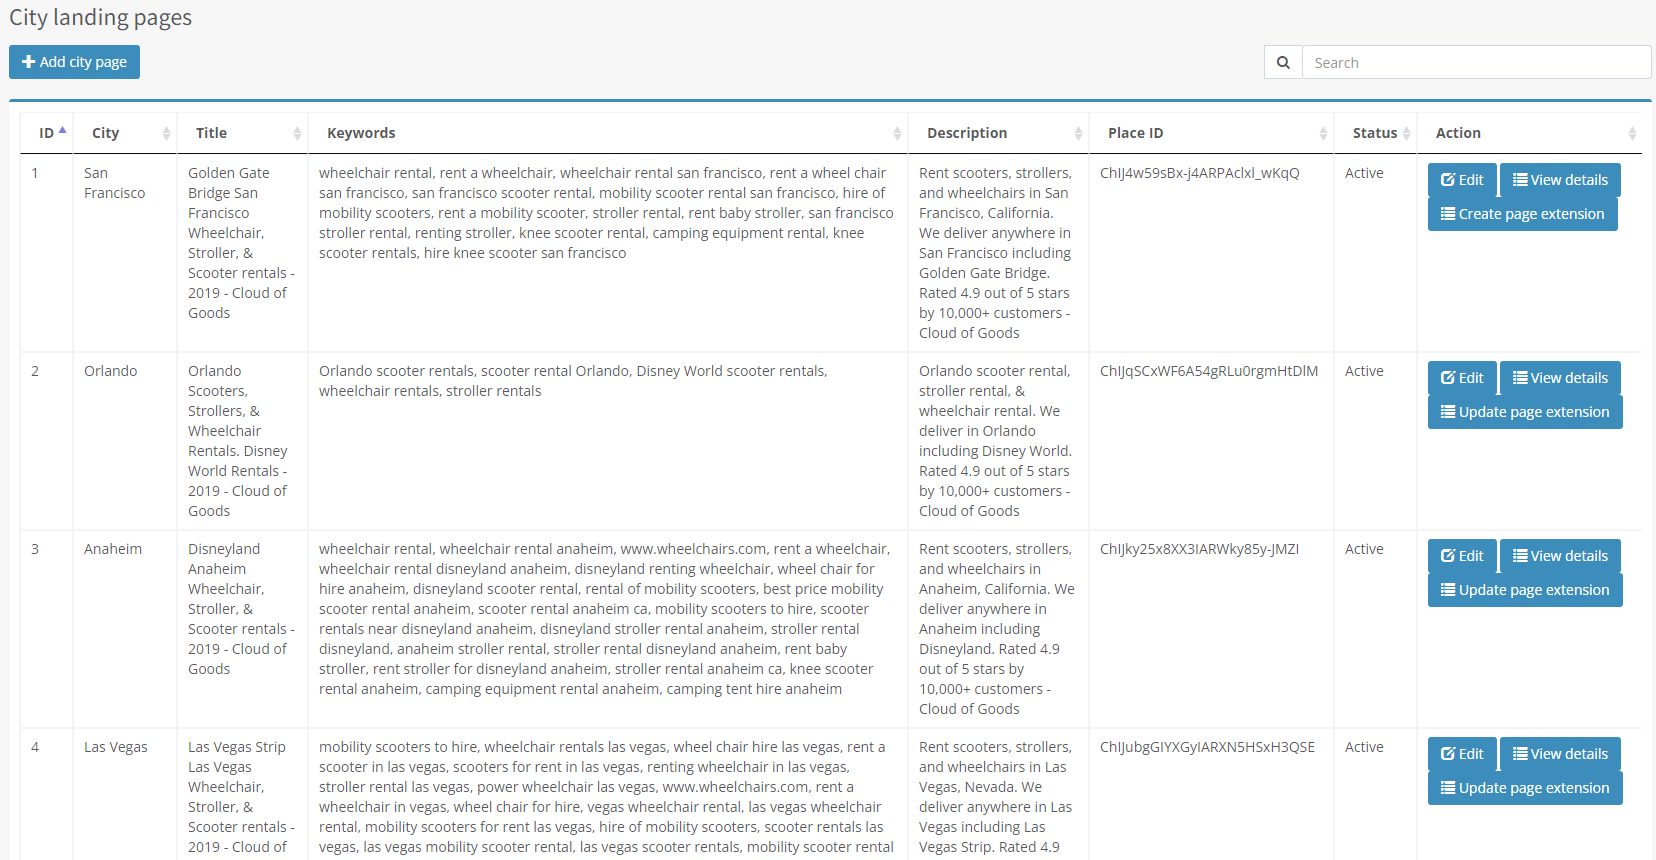 City landing pages
Add city page
Search
ID City Title Keywords Description Place ID Status Action
1
San
Francisco
Golden Gate
Bridge San
Francisco
Wheelchair,
Stroller, &
Scooter rentals -
2019 - Cloud of
Goods
wheelchair rental, rent a wheelchair, wheelchair rental san francisco, rent a wheel chair
san francisco, san francisco scooter rental, mobility scooter rental san francisco, hire of
mobility scooters, rent a mobility scooter, stroller rental, rent baby stroller, san francisco
stroller rental, renting stroller, knee scooter rental, camping equipment rental, knee
scooter rentals, hire knee scooter san francisco
Rent scooters, strollers,
and wheelchairs in San
Francisco, California.
We deliver anywhere in
San Francisco including
Golden Gate Bridge.
Rated 4.9 out of 5 stars
by 10,000+ customers -
Cloud of Goods
ChIJ4w59sBx-j4ARPAclxl_wKqQ
Active
Edit View details
Create page extension
2
Orlando
Orlando
Scooters,
Strollers, &
Wheelchair
Rentals. Disney
World Rentals -
2019 - Cloud of
Goods
Orlando scooter rentals, scooter rental Orlando, Disney World scooter rentals,
wheelchair rentals, stroller rentals
Orlando scooter rental,
stroller rental, &
wheelchair rental. We
deliver in Orlando
including Disney World.
Rated 4.9 out of 5 stars
by 10,000+ customers -
Cloud of Goods
ChIJqSCxWF6A54gRLu0rgmHtDlM
Active
Edit View details
Update page extension
3
Anaheim
Disneyland
Anaheim
Wheelchair,
Stroller, &
Scooter rentals -
2019 - Cloud of
Goods
wheelchair rental, wheelchair rental anaheim, www.wheelchairs.com, rent a wheelchair,
wheelchair rental disneyland anaheim, disneyland renting wheelchair, wheel chair for
hire anaheim, disneyland scooter rental, rental of mobility scooters, best price mobility
scooter rental anaheim, scooter rental anaheim ca, mobility scooters to hire, scooter
rentals near disneyland anaheim, disneyland stroller rental anaheim, stroller rental
disneyland, anaheim stroller rental, stroller rental disneyland anaheim, rent baby
stroller, rent stroller for disneyland anaheim, stroller rental anaheim ca, knee scooter
rental anaheim, camping equipment rental anaheim, camping tent hire anaheim
Rent scooters, strollers,
and wheelchairs in
Anaheim, California. We
deliver anywhere in
Anaheim including
Disneyland. Rated 4.9
out of 5 stars by
10,000+ customers -
Cloud of Goods
ChIJky25x8XX3IARWky85y-JMZI
Active
Edit View details
Update page extension
4
Las Vegas
Las Vegas Strip
Las Vegas
Wheelchair,
Stroller, &
Scooter rentals -
2019 - Cloud of
mobility scooters to hire, wheelchair rentals las vegas, wheel chair hire las vegas, rent a
scooter in las vegas, scooters for rent in las vegas, renting wheelchair in las vegas,
stroller rental las vegas, power wheelchair las vegas, www.wheelchairs.com, rent a
wheelchair in vegas, wheel chair for hire, vegas wheelchair rental, las vegas wheelchair
rental, mobility scooters for rent las vegas, hire of mobility scooters, scooter rentals las
vegas, las vegas mobility scooter rental, las vegas scooter rentals, mobility scooter rental
Rent scooters, strollers,
and wheelchairs in Las
Vegas, Nevada. We
deliver anywhere in Las
Vegas including Las
Vegas Strip. Rated 4.9
ChIJubgGIYXGyIARXN5HSxH3QSE
Active
Edit View details
Update page extension